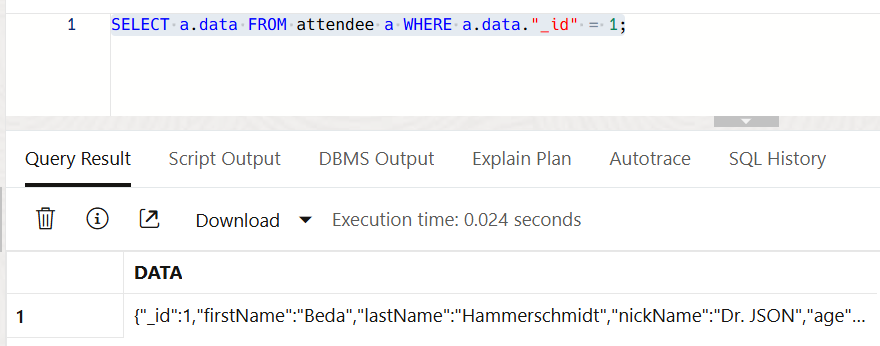 1 SELECT a.data FROM attendee a WHERE a.data."_id" = 1;
Query Result Script Output DBMS Output Explain Plan Autotrace SQL History
Download Execution time: 0.024 seconds
DATA
1 {"_id":1,"firstName":"Beda","lastName":"Hammerschmidt","nickName":"Dr. JSON","age"...